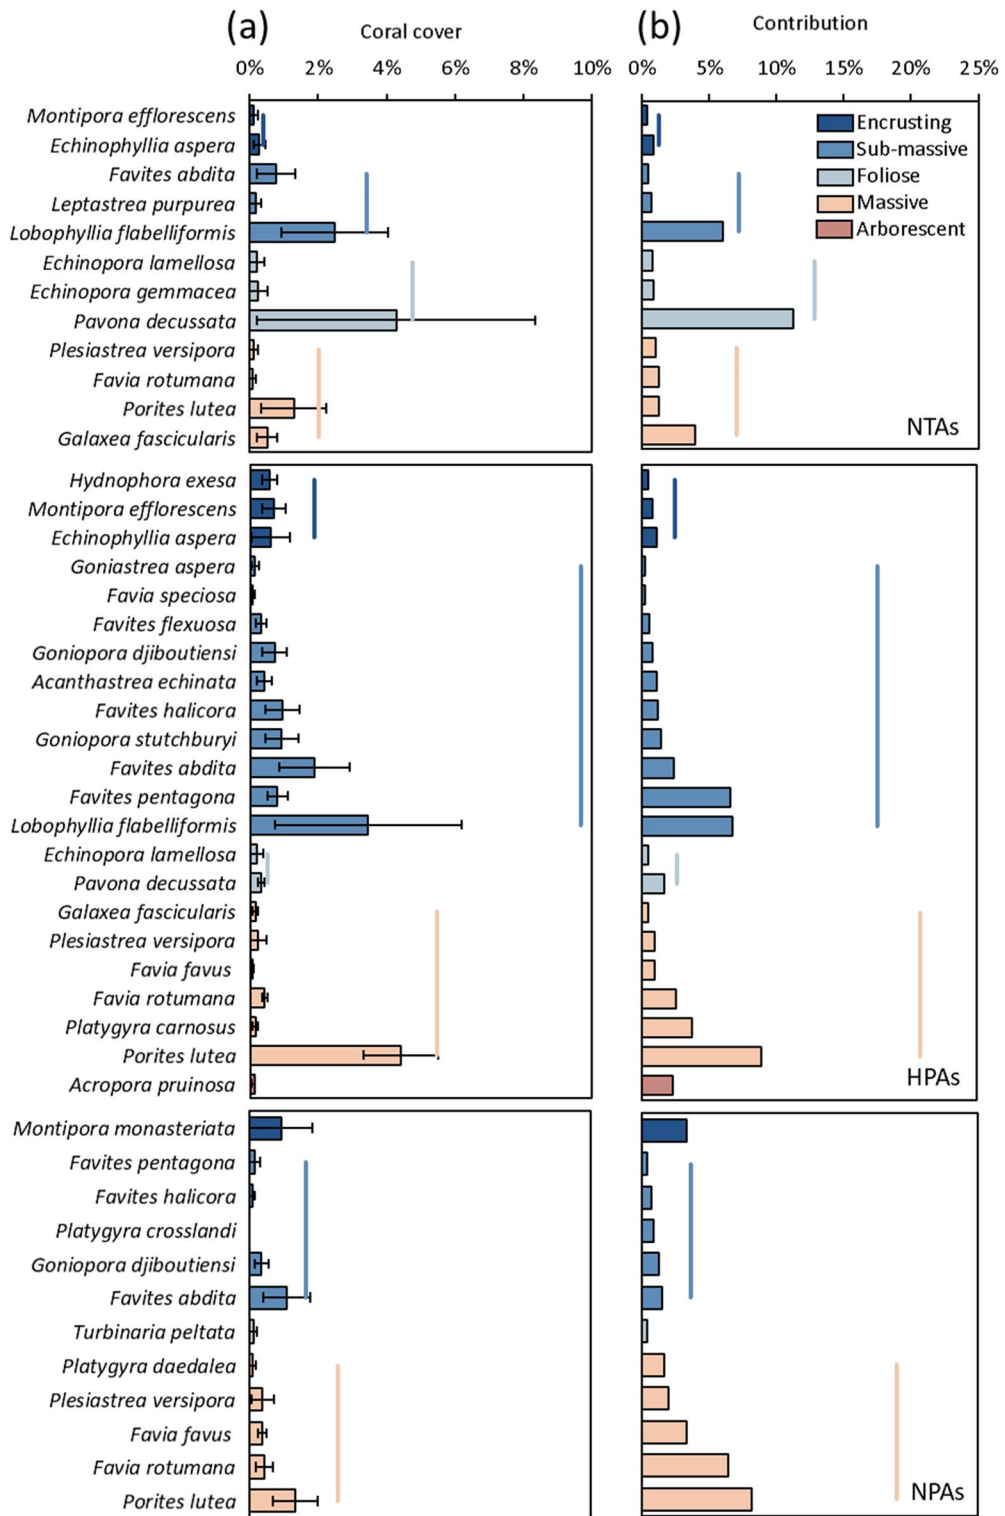 (a) Coral cover
0% 2% 4% 6% 8% 10%
(b) Contribution
0% 5% 10% 15% 20% 25%
Encrusting
Sub-massive
Foliose
Massive
Arborescent
Montipora efflorescens
Echinophyllia aspera
Favites abdita
Leptastrea purpurea
Lobophyllia flabelliformis
Echinopora lamellosa
Echinopora gemmacea
Pavona decussata
Plesiastrea versipora
Favia rotumana
Porites lutea
Galaxea fascicularis
NTAs
Hydnophora exesa
Montipora efflorescens
Echinophyllia aspera
Goniastrea aspera
Favia speciosa
Favites flexuosa
Goniopora djiboutiensi
Acanthastrea echinata
Favites halicora
Goniopora stutchburyi
Favites abdita
Favites pentagona
Lobophyllia flabelliformis
Echinopora lamellosa
Pavona decussata
Galaxea fascicularis
Plesiastrea versipora
Favia favus
Favia rotumana
Platygyra carnosus
Porites lutea
Acropora pruinosa
HPAs
Montipora monasteriata
Favites pentagona
Favites halicora
Platygyra crosslandi
Goniopora djiboutiensi
Favites abdita
Turbinaria peltata
Platygyra daedalea
Plesiastrea versipora
Favia favus
Favia rotumana
Porites lutea
NPAs